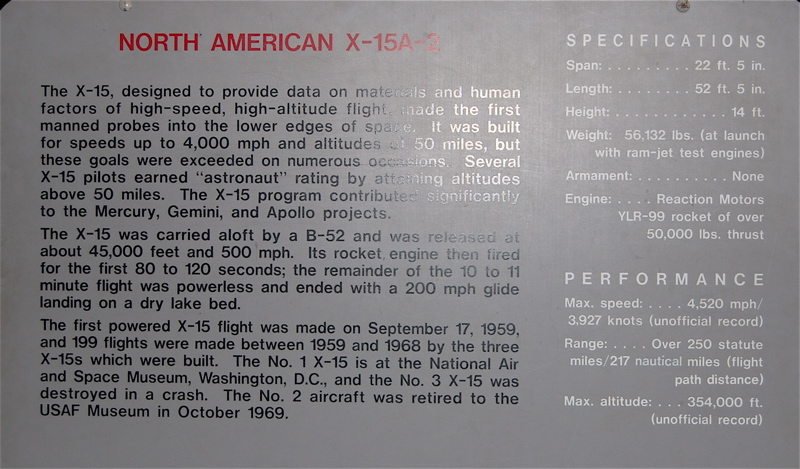 NORTH AMERICAN X-15A-2
The X-15, designed to provide data on materials and human
factors of high-speed, high-altitude flight, made the first
manned probes into the lower edges of space. It was built
for speeds up to 4,000 mph and altitudes of 50 miles, but
these goals were exceeded on numerous occasions. Several
X-15 pilots earned "astronaut" rating by attaining altitudes
above 50 miles. The X-15 program contributed significantly
to the Mercury, Gemini, and Apollo projects.
The X-15 was carried aloft by a B-52 and was released at
about 45,000 feet and 500 mph. Its rocket engine then fired
for the first 80 to 120 seconds; the remainder of the 10 to 11
minute flight was powerless and ended with a 200 mph glide
landing on a dry lake bed.
The first powered X-15 flight was made on September 17, 1959,
and 199 flights were made between 1959 and 1968 by the three
X-15s which were built. The No. 1 X-15 is at the National Air
and Space Museum, Washington, D.C., and the No. 3 X-15 was
destroyed in a crash. The No. 2 aircraft was retired to the
USAF Museum in October 1969.
SPECIFICATIONS
Span: . . . . . . . . . 22 ft. 5 in.
Length: . . . . . . . . 52 ft. 5 in.
Height: . . . . . . . . . . . . 14 ft.
Weight: 56,132 lbs. (at launch
with ram-jet test engines)
Armament: . . . . . . . . . . None
Engine: . . . . Reaction Motors
YLR-99 rocket of over
50,000 lbs. thrust
PERFORMANCE
Max. speed: . . . . 4,520 mph/
3,927 knots (unofficial record)
Range: . . . . Over 250 statute
miles/217 nautical miles (flight
path distance)
Max. altitude: . . . 354,000 ft.
(unofficial record)